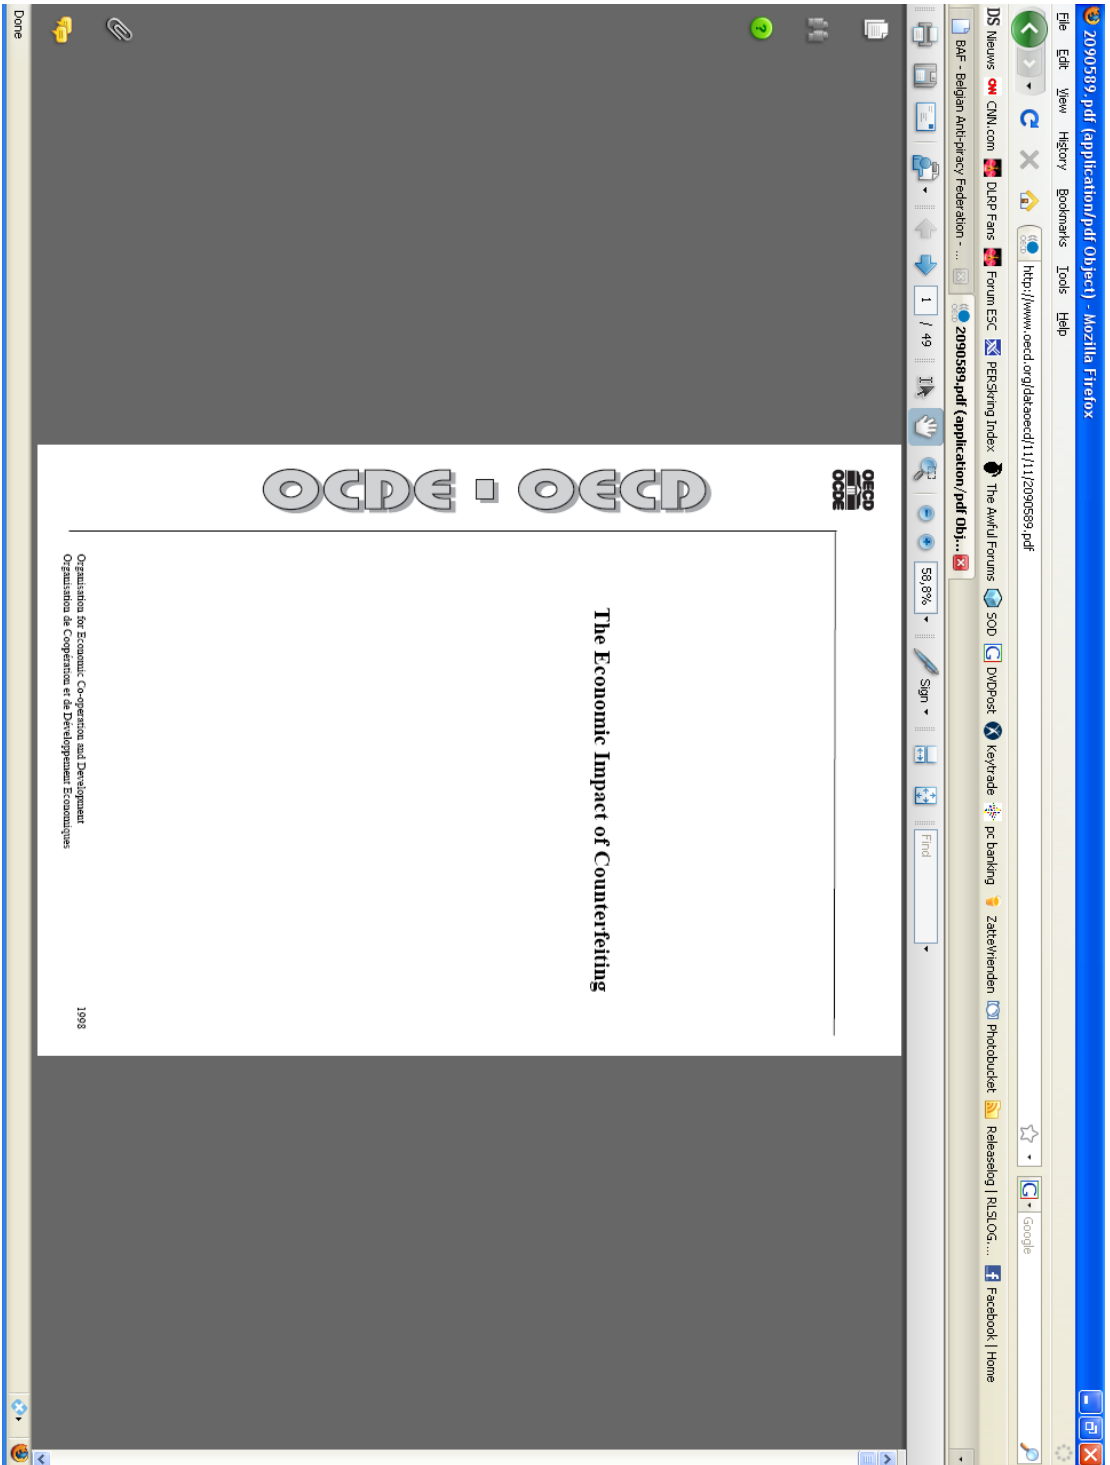 2090589.pdf (application/pdf Object) - Mozilla Firefox
File Edit View History Bookmarks Tools Help
http://www.oecd.org/dataoecd/11/11/2090589.pdf Google
DS Nieuws CNN.com DLRP Fans Forum ESC PERSkring Index The Awful Forums SOD DVDPost Keytrade pc banking ZatteVrienden Photobucket Releaselog | RLSLOG.... Facebook | Home
BAF - Belgian Anti-piracy Federation - ... 2090589.pdf (application/pdf Obj...
1 / 49 58,8% Sign Find
OECD
OCDE
OCDE OECD
The Economic Impact of Counterfeiting
1998
Organisation for Economic Co-operation and Development
Organisation de Coopération et de Développement Economiques
Done